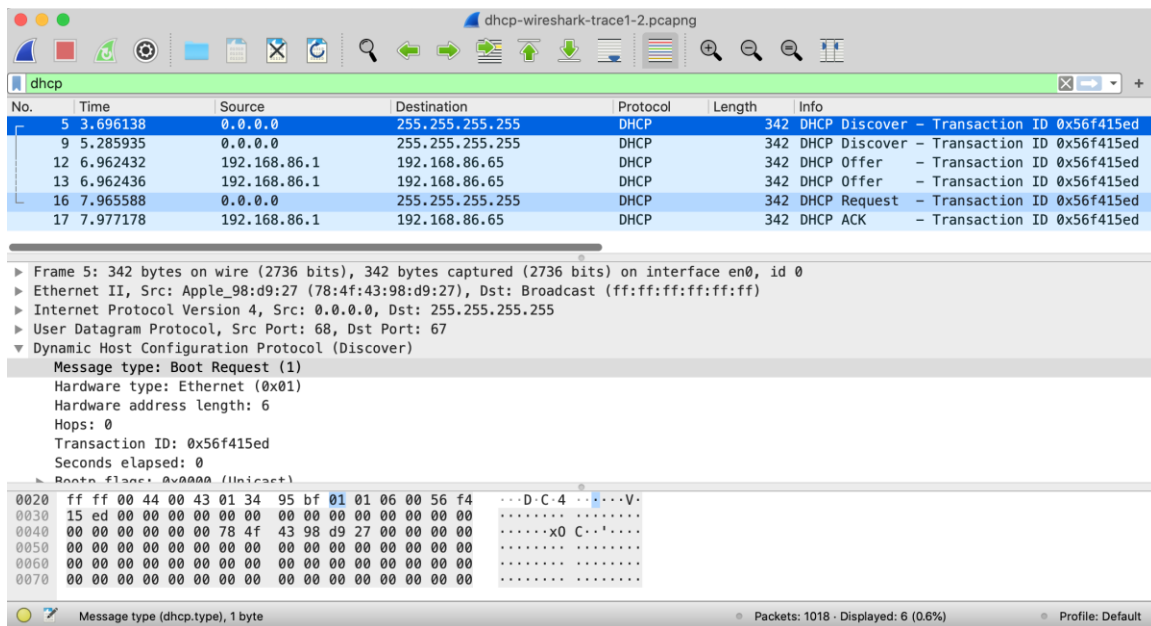 dhcp-wireshark-trace1-2.pcapng
dhcp
No. Time Source Destination Protocol Length Info
5 3.696138 0.0.0.0 255.255.255.255 DHCP 342 DHCP Discover – Transaction ID 0x56f415ed
9 5.285935 0.0.0.0 255.255.255.255 DHCP 342 DHCP Discover – Transaction ID 0x56f415ed
12 6.962432 192.168.86.1 192.168.86.65 DHCP 342 DHCP Offer – Transaction ID 0x56f415ed
13 6.962436 192.168.86.1 192.168.86.65 DHCP 342 DHCP Offer – Transaction ID 0x56f415ed
16 7.965588 0.0.0.0 255.255.255.255 DHCP 342 DHCP Request – Transaction ID 0x56f415ed
17 7.977178 192.168.86.1 192.168.86.65 DHCP 342 DHCP ACK – Transaction ID 0x56f415ed
Frame 5: 342 bytes on wire (2736 bits), 342 bytes captured (2736 bits) on interface en0, id 0
Ethernet II, Src: Apple_98:d9:27 (78:4f:43:98:d9:27), Dst: Broadcast (ff:ff:ff:ff:ff:ff)
Internet Protocol Version 4, Src: 0.0.0.0, Dst: 255.255.255.255
User Datagram Protocol, Src Port: 68, Dst Port: 67
Dynamic Host Configuration Protocol (Discover)
Message type: Boot Request (1)
Hardware type: Ethernet (0x01)
Hardware address length: 6
Hops: 0
Transaction ID: 0x56f415ed
Seconds elapsed: 0
Bootp flags: 0x0000 (Unicast)
0020 ff ff 00 44 00 43 01 34 95 bf 01 01 06 00 56 f4 ···D·C·4 ······V·
0030 15 ed 00 00 00 00 00 00 00 00 00 00 00 00 00 00 ········ ········
0040 00 00 00 00 00 00 78 4f 43 98 d9 27 00 00 00 00 ······xO C··'····
0050 00 00 00 00 00 00 00 00 00 00 00 00 00 00 00 00 ········ ········
0060 00 00 00 00 00 00 00 00 00 00 00 00 00 00 00 00 ········ ········
0070 00 00 00 00 00 00 00 00 00 00 00 00 00 00 00 00 ········ ········
Message type (dhcp.type), 1 byte Packets: 1018 · Displayed: 6 (0.6%) Profile: Default